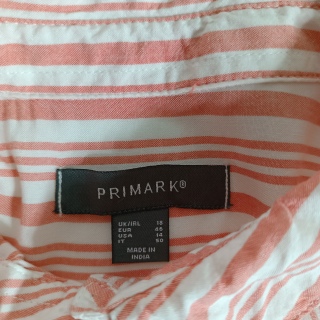 PRIMARK®
UK/IRL 18
EUR 46
USA 14
IT 50
MADE IN
INDIA